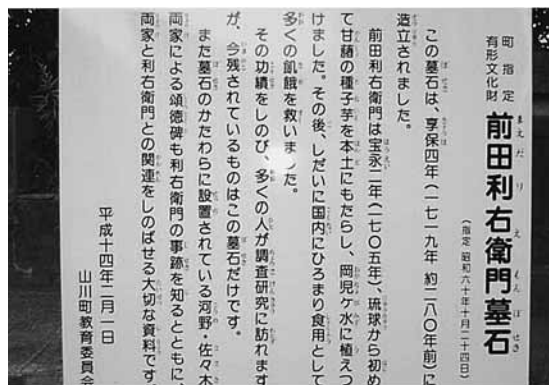 町指定
有形文化財
前田利右衛門墓石
まえだりえもんぼせき
(指定 昭和六十年十月二十四日)
この墓石は、享保四年(一七一九年 約二八〇年前)に
造立されました。
前田利右衛門は宝永二年(一七〇五年)、琉球から初め
て甘藷の種子芋を本土にもたらし、岡児ヶ水に植えつ
けました。その後、しだいに国内にひろまり食用として
多くの飢餓を救いました。
その功績をしのび、多くの人が調査研究に訪れます
が、今残されているものはこの墓石だけです。
また墓石のかたわらに設置されている河野・佐々木
両家による頌徳碑も利右衛門の事跡を知るとともに、
両家と利右衛門との関連をしのばせる大切な資料です
平成十四年二月一日
山川町教育委員会